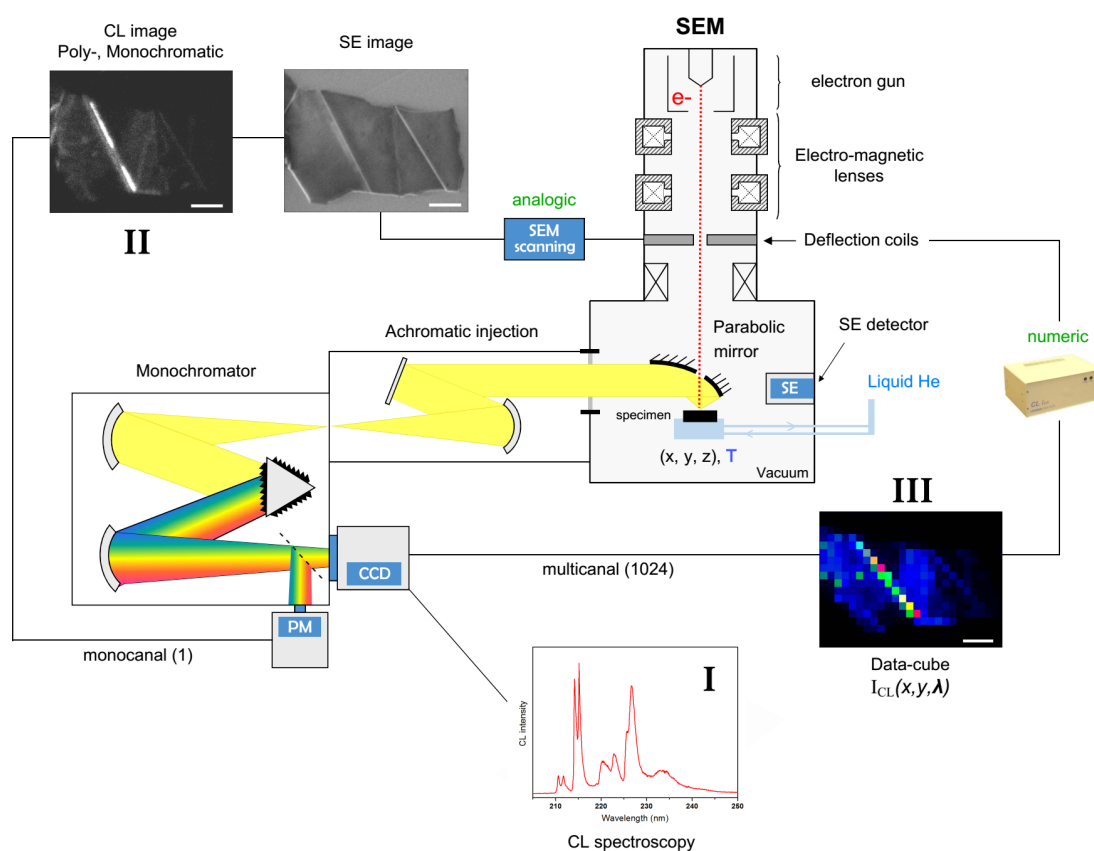 CL image
Poly-, Monochromatic
SE image
SEM
electron gun
e-
Electro-magnetic
lenses
II
analogic
SEM
scanning
Deflection coils
Achromatic injection
Parabolic
mirror
SE detector
numeric
Monochromator
SE
Liquid He
specimen
(x, y, z), T
Vacuum
III
CCD
multicanal (1024)
PM
monocanal (1)
Data-cube
ICL(x,y,λ)
I
CL intensity
210 220 230 240 250
Wavelength (nm)
CL spectroscopy